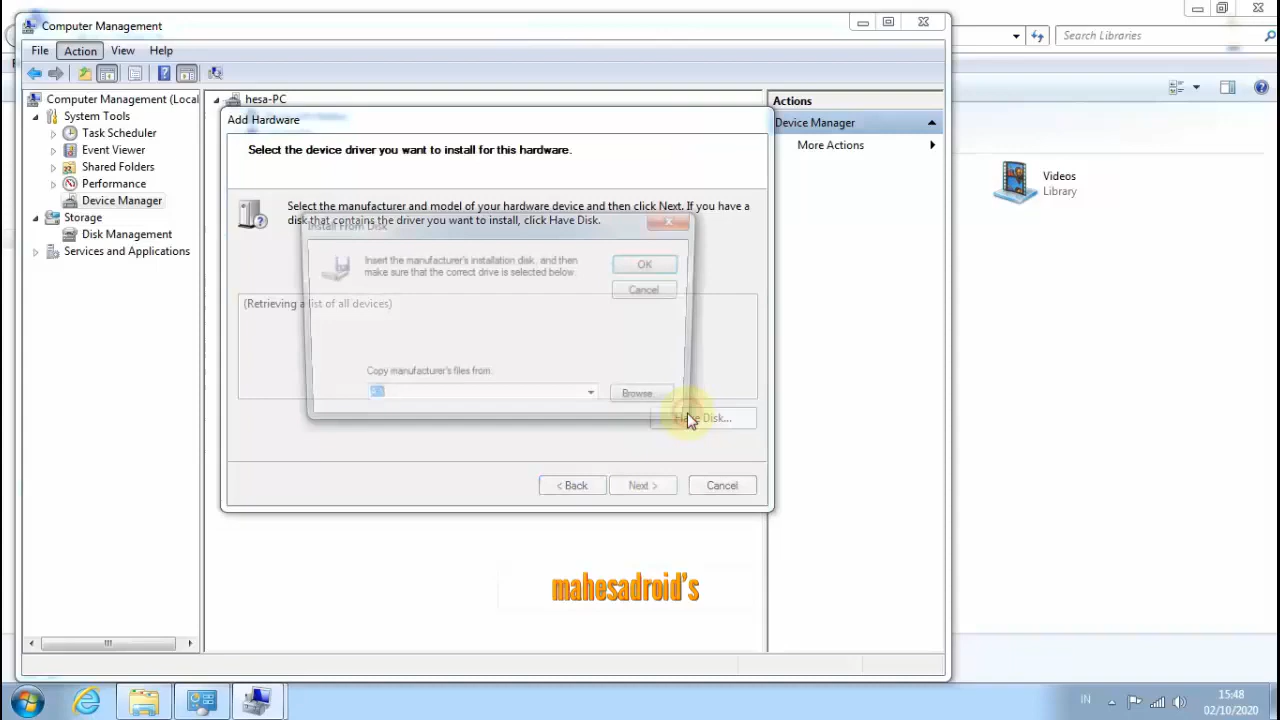 Computer Management
File Action View Help
Search Libraries
Computer Management (Local
System Tools
Task Scheduler
Event Viewer
Shared Folders
Performance
Device Manager
Storage
Disk Management
Services and Applications
hesa-PC
Add Hardware
Select the device driver you want to install for this hardware.
Select the manufacturer and model of your hardware device and then click Next. If you have a
disk that contains the driver you want to install, click Have Disk.
(Retrieving a list of all devices)
Install From Disk
Insert the manufacturer's installation disk, and then
make sure that the correct drive is selected below.
OK
Cancel
Copy manufacturer's files from:
Browse...
Have Disk...
< Back Next > Cancel
Actions
Device Manager
More Actions
Videos
Library
mahesadroid's
IN
15:48
02/10/2020